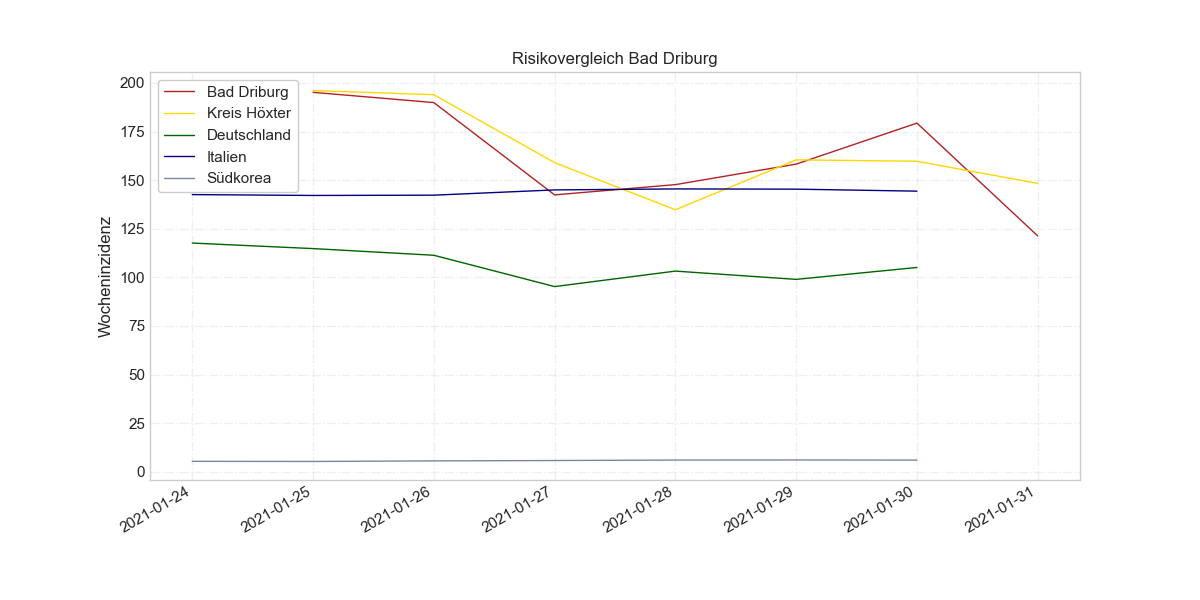 Risikovergleich Bad Driburg
Wocheninzidenz
200
175
150
125
100
75
50
25
0
Bad Driburg
Kreis Höxter
Deutschland
Italien
Südkorea
2021-01-24
2021-01-25
2021-01-26
2021-01-27
2021-01-28
2021-01-29
2021-01-30
2021-01-31